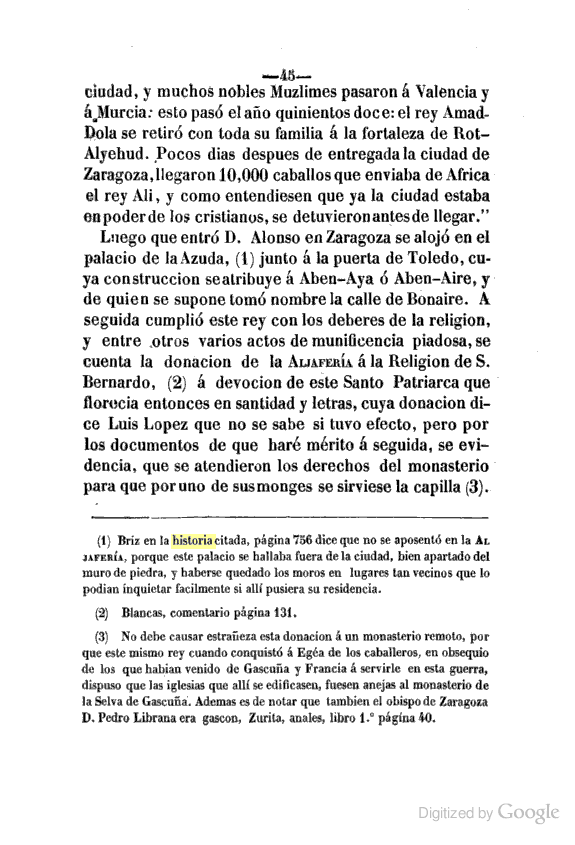 —45—
ciudad, y muchos nobles Muzlimes pasaron á Valencia y
á Murcia: esto pasó el año quinientos doce: el rey Amad-
Dola se retiró con toda su familia á la fortaleza de Rot-
Alyehud. Pocos dias despues de entregada la ciudad de
Zaragoza, llegaron 10,000 caballos que enviaba de Africa
el rey Ali, y como entendiesen que ya la ciudad estaba
en poder de los cristianos, se detuvieron antes de llegar."
Luego que entró D. Alonso en Zaragoza se alojó en el
palacio de la Azuda, (1) junto á la puerta de Toledo, cu-
ya construccion se atribuye á Aben-Aya ó Aben-Aire, y
de quien se supone tomó nombre la calle de Bonaire. A
seguida cumplió este rey con los deberes de la religion,
y entre otros varios actos de munificencia piadosa, se
cuenta la donacion de la ALJAFERÍA á la Religion de S.
Bernardo, (2) á devocion de este Santo Patriarca que
florecia entonces en santidad y letras, cuya donacion di-
ce Luis Lopez que no se sabe si tuvo efecto, pero por
los documentos de que haré mérito á seguida, se evi-
dencia, que se atendieron los derechos del monasterio
para que por uno de sus monges se sirviese la capilla (3).
(1) Briz en la historia citada, página 756 dice que no se aposentó en la AL
JAFERÍA, porque este palacio se hallaba fuera de la ciudad, bien apartado del
muro de piedra, y haberse quedado los moros en lugares tan vecinos que lo
podian inquietar facilmente si allí pusiera su residencia.
(2) Blancas, comentario página 131.
(3) No debe causar estrañeza esta donacion á un monasterio remoto, por
que este mismo rey cuando conquistó á Egéa de los caballeros, en obsequio
de los que habian venido de Gascuña y Francia á servirle en esta guerra,
dispuso que las iglesias que allí se edificasen, fuesen anejas al monasterio de
la Selva de Gascuña. Ademas es de notar que tambien el obispo de Zaragoza
D. Pedro Librana era gascon, Zurita, anales, libro 1.º página 40.
Digitized by Google